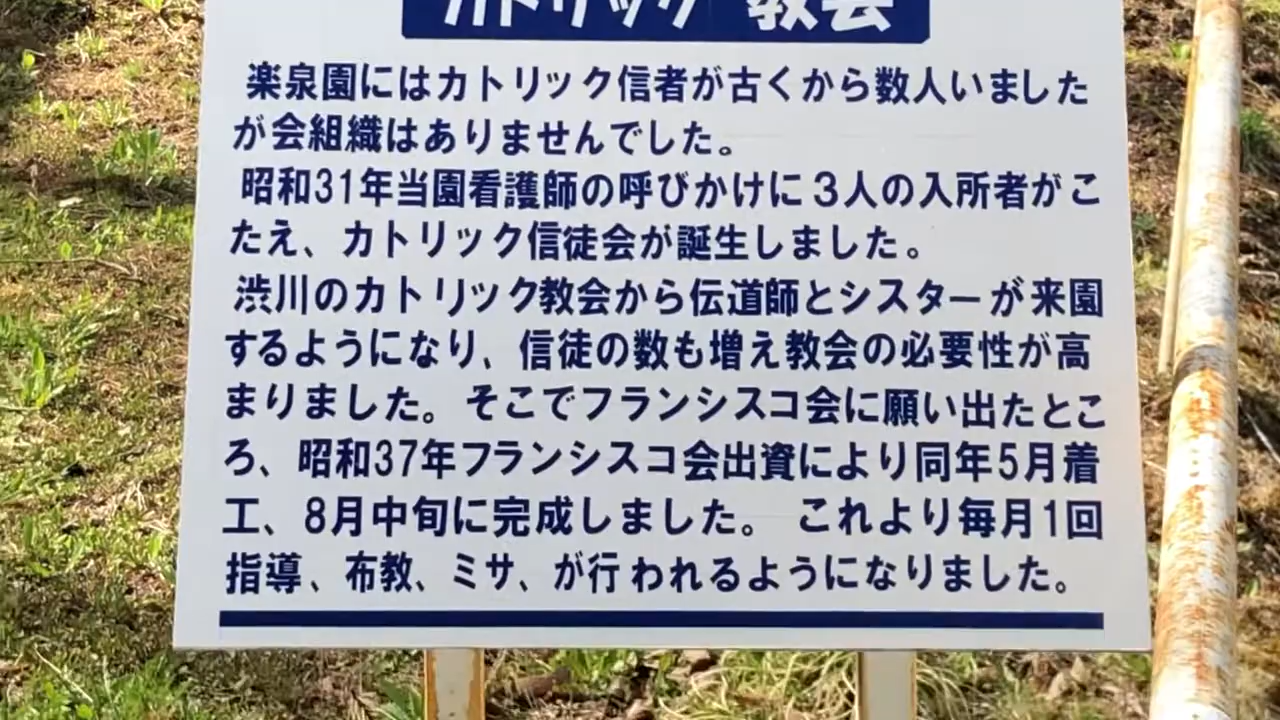 カトリック 教会
楽泉園にはカトリック信者が古くから数人いました
が会組織はありませんでした。
昭和31年当園看護師の呼びかけに３人の入所者がこ
たえ、カトリック信徒会が誕生しました。
渋川のカトリック教会から伝道師とシスターが来園
するようになり、信徒の数も増え教会の必要性が高
まりました。そこでフランシスコ会に願い出たとこ
ろ、昭和37年フランシスコ会出資により同年5月着
工、8月中旬に完成しました。 これより毎月1回
指導、布教、ミサ、が行われるようになりました。